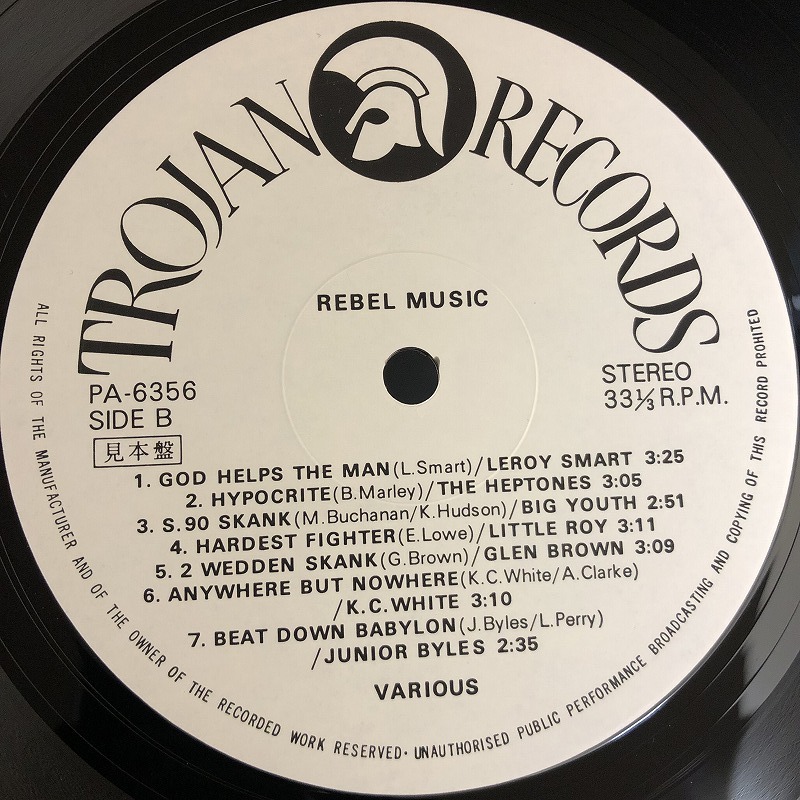 TROJAN RECORDS
REBEL MUSIC
PA-6356
SIDE B
見本盤
STEREO
33 1/3 R.P.M.
1. GOD HELPS THE MAN(L.Smart)/LEROY SMART 3:25
2. HYPOCRITE(B.Marley)/THE HEPTONES 3:05
3. S.90 SKANK(M.Buchanan/K.Hudson)/BIG YOUTH 2:51
4. HARDEST FIGHTER(E.Lowe)/LITTLE ROY 3:11
5. 2 WEDDEN SKANK(G.Brown)/GLEN BROWN 3:09
6. ANYWHERE BUT NOWHERE(K.C.White/A.Clarke)
/K.C.WHITE 3:10
7. BEAT DOWN BABYLON(J.Byles/L.Perry)
/JUNIOR BYLES 2:35
VARIOUS
ALL RIGHTS OF THE MANUFACTURER AND OF THE OWNER OF THE RECORDED WORK RESERVED· UNAUTHORISED PUBLIC PERFORMANCE BROADCASTING AND COPYING OF THIS RECORD PROHIBITED